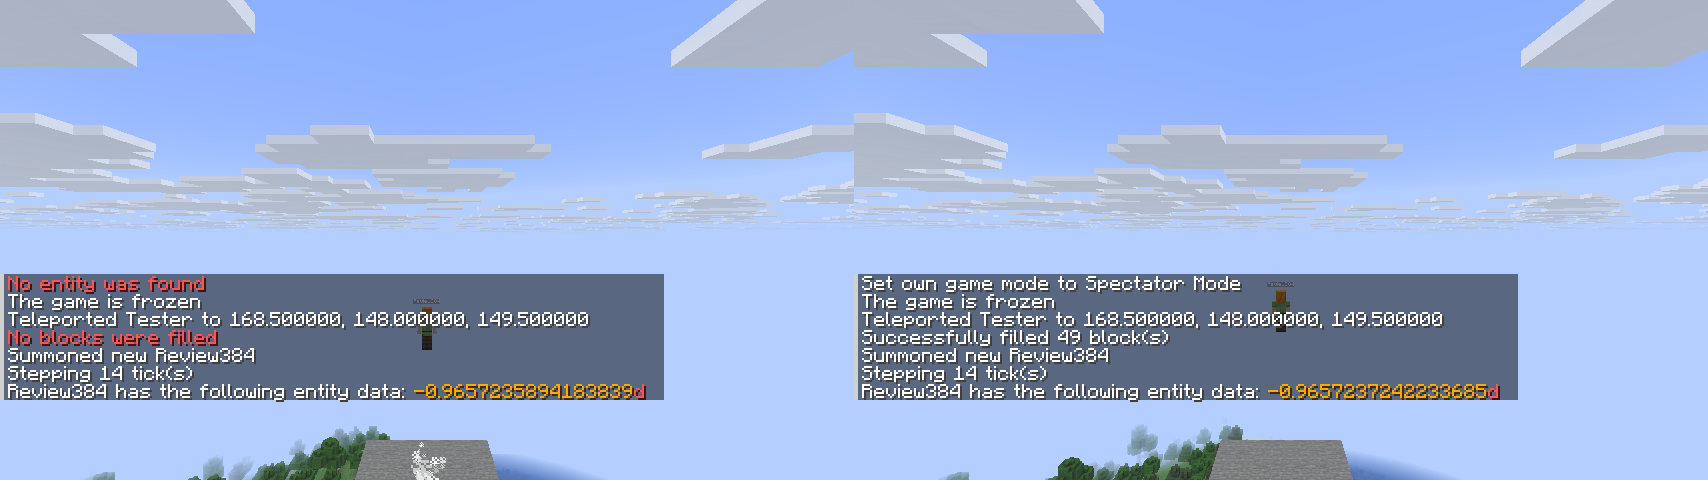 No entity was found
The game is frozen
Teleported Tester to 168.500000, 148.000000, 149.500000
No blocks were filled
Summoned new Review384
Stepping 14 tick(s)
Review384 has the following entity data: -0.96572358941838​39d
Set own game mode to Spectator Mode
The game is frozen
Teleported Tester to 168.500000, 148.000000, 149.500000
Successfully filled 49 block(s)
Summoned new Review384
Stepping 14 tick(s)
Review384 has the following entity data: -0.9657237242233685d